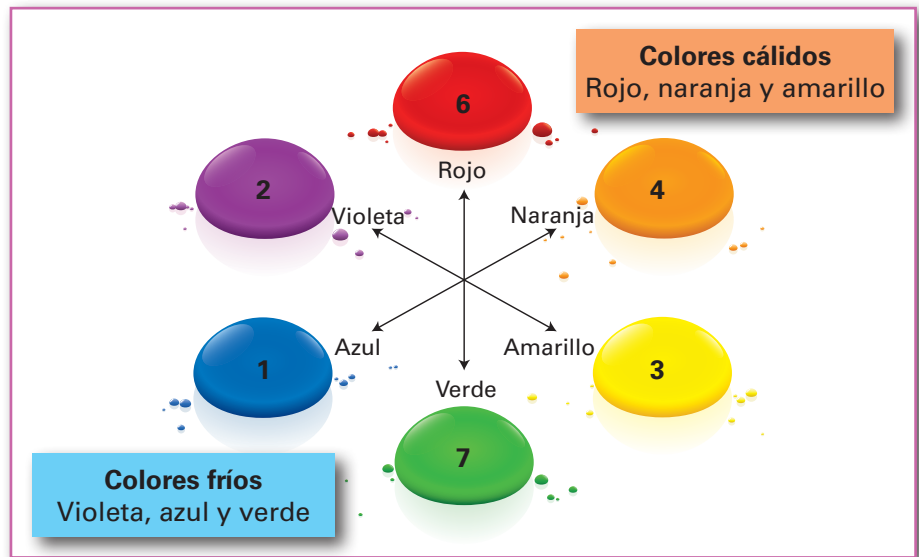 Colores cálidos
Rojo, naranja y amarillo
6
Rojo
2
Violeta
Naranja
4
1
Azul
Amarillo
3
Verde
7
Colores fríos
Violeta, azul y verde